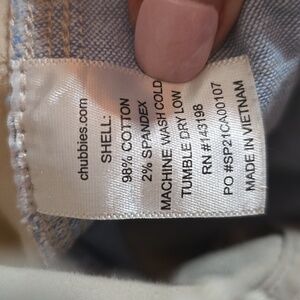 chubbies.com
SHELL:
98% COTTON
2% SPANDEX
MACHINE WASH COLD
TUMBLE DRY LOW
RN #143198
PO #SP21CA00107
MADE IN VIETNAM